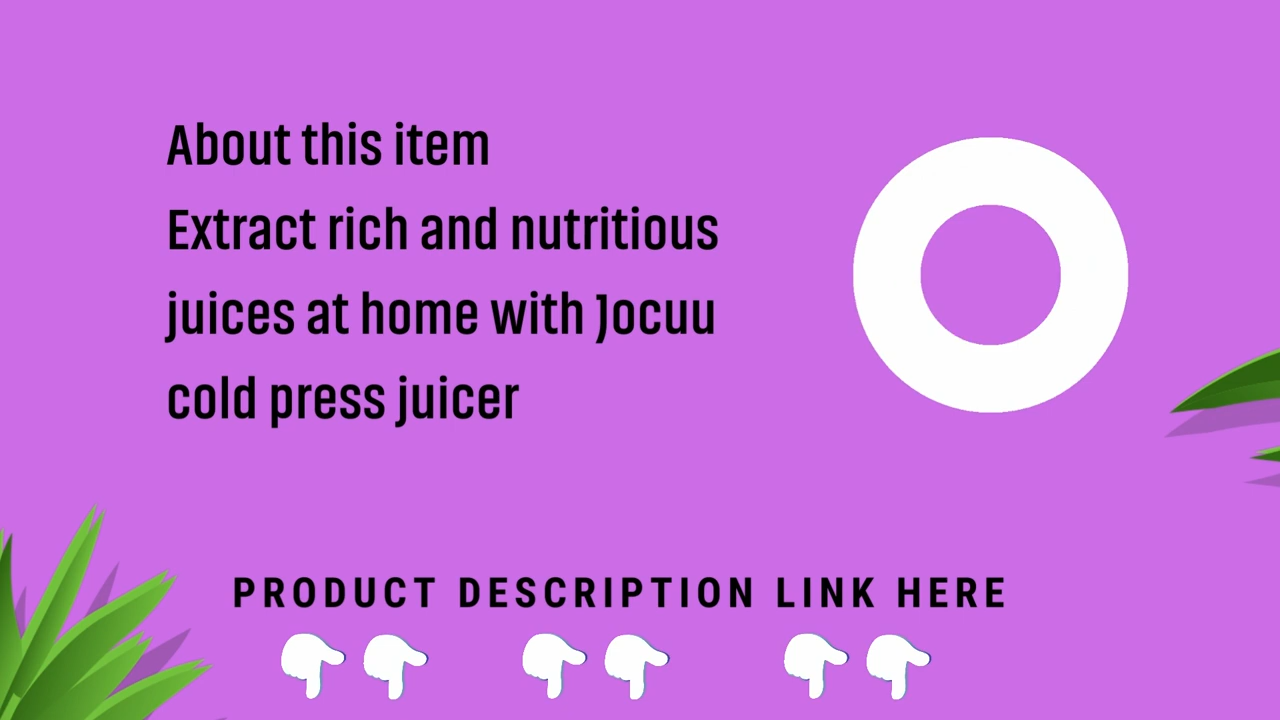 About this item
Extract rich and nutritious
juices at home with Jocuu
cold press juicer
PRODUCT DESCRIPTION LINK HERE